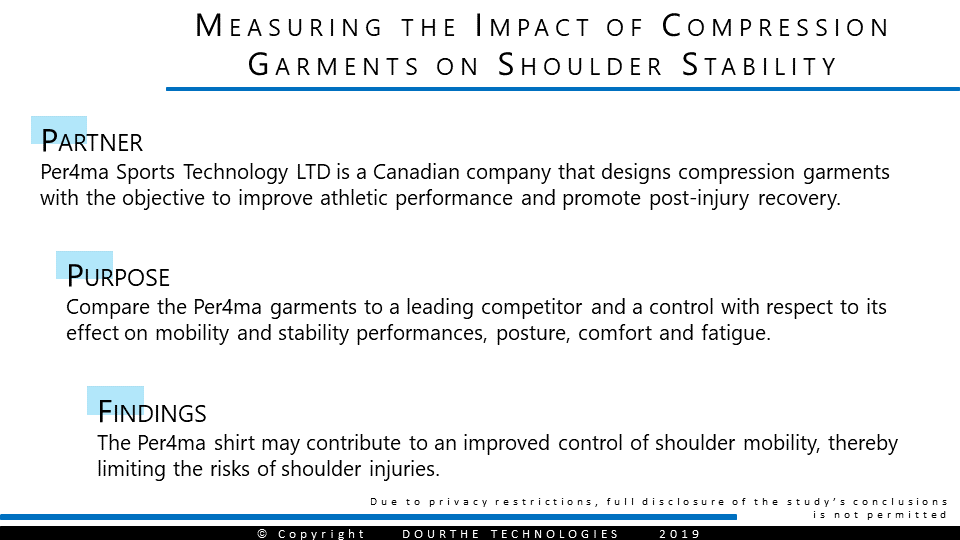 Measuring the Impact of Compression
Garments on Shoulder Stability
Partner
Per4ma Sports Technology LTD is a Canadian company that designs compression garments
with the objective to improve athletic performance and promote post-injury recovery.
Purpose
Compare the Per4ma garments to a leading competitor and a control with respect to its
effect on mobility and stability performances, posture, comfort and fatigue.
Findings
The Per4ma shirt may contribute to an improved control of shoulder mobility, thereby
limiting the risks of shoulder injuries.
Due to privacy restrictions, full disclosure of the study's conclusions
is not permitted
© Copyright DOURTHE TECHNOLOGIES 2019